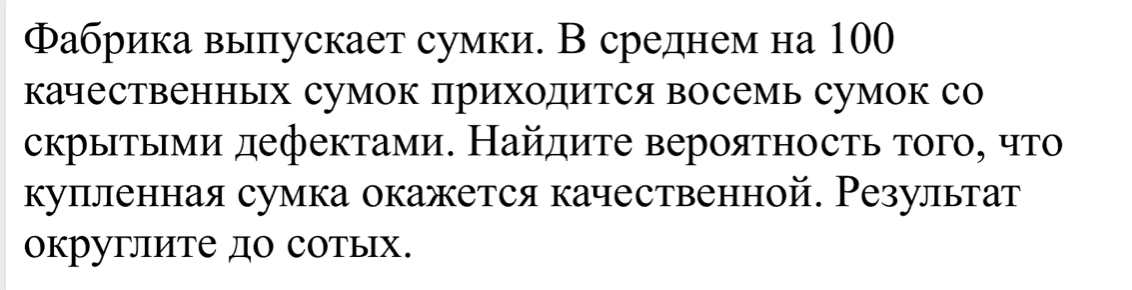 Фабрика выпускает сумки. В среднем на 100
качественных сумок приходится восемь сумок со
скрытыми дефектами. Найдите вероятность того, что
купленная сумка окажется качественной. Результат
округлите до сотых.